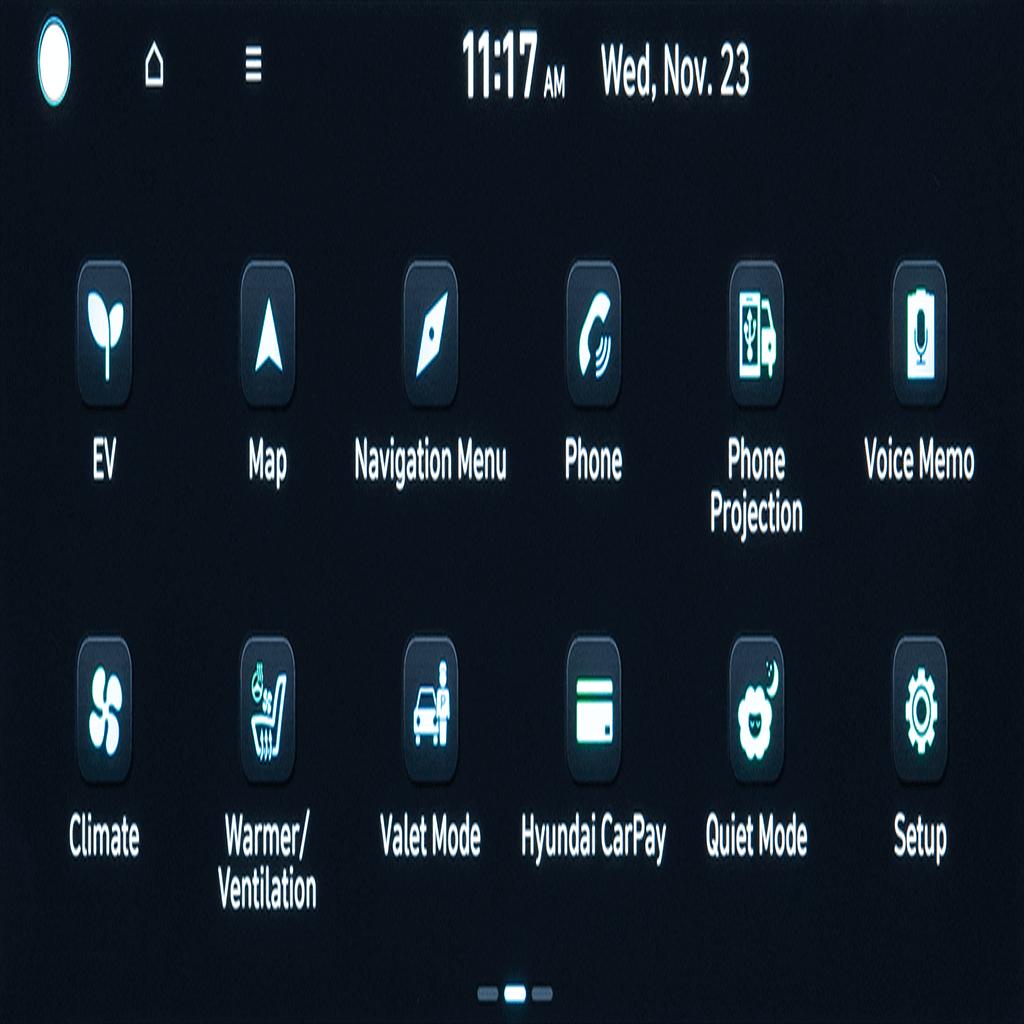 11:17 AM Wed, Nov. 23
EV
Map
Navigation Menu
Phone
Phone
Projection
Voice Memo
Climate
Warmer/
Ventilation
Valet Mode
P
Hyundai CarPay
Quiet Mode
Setup